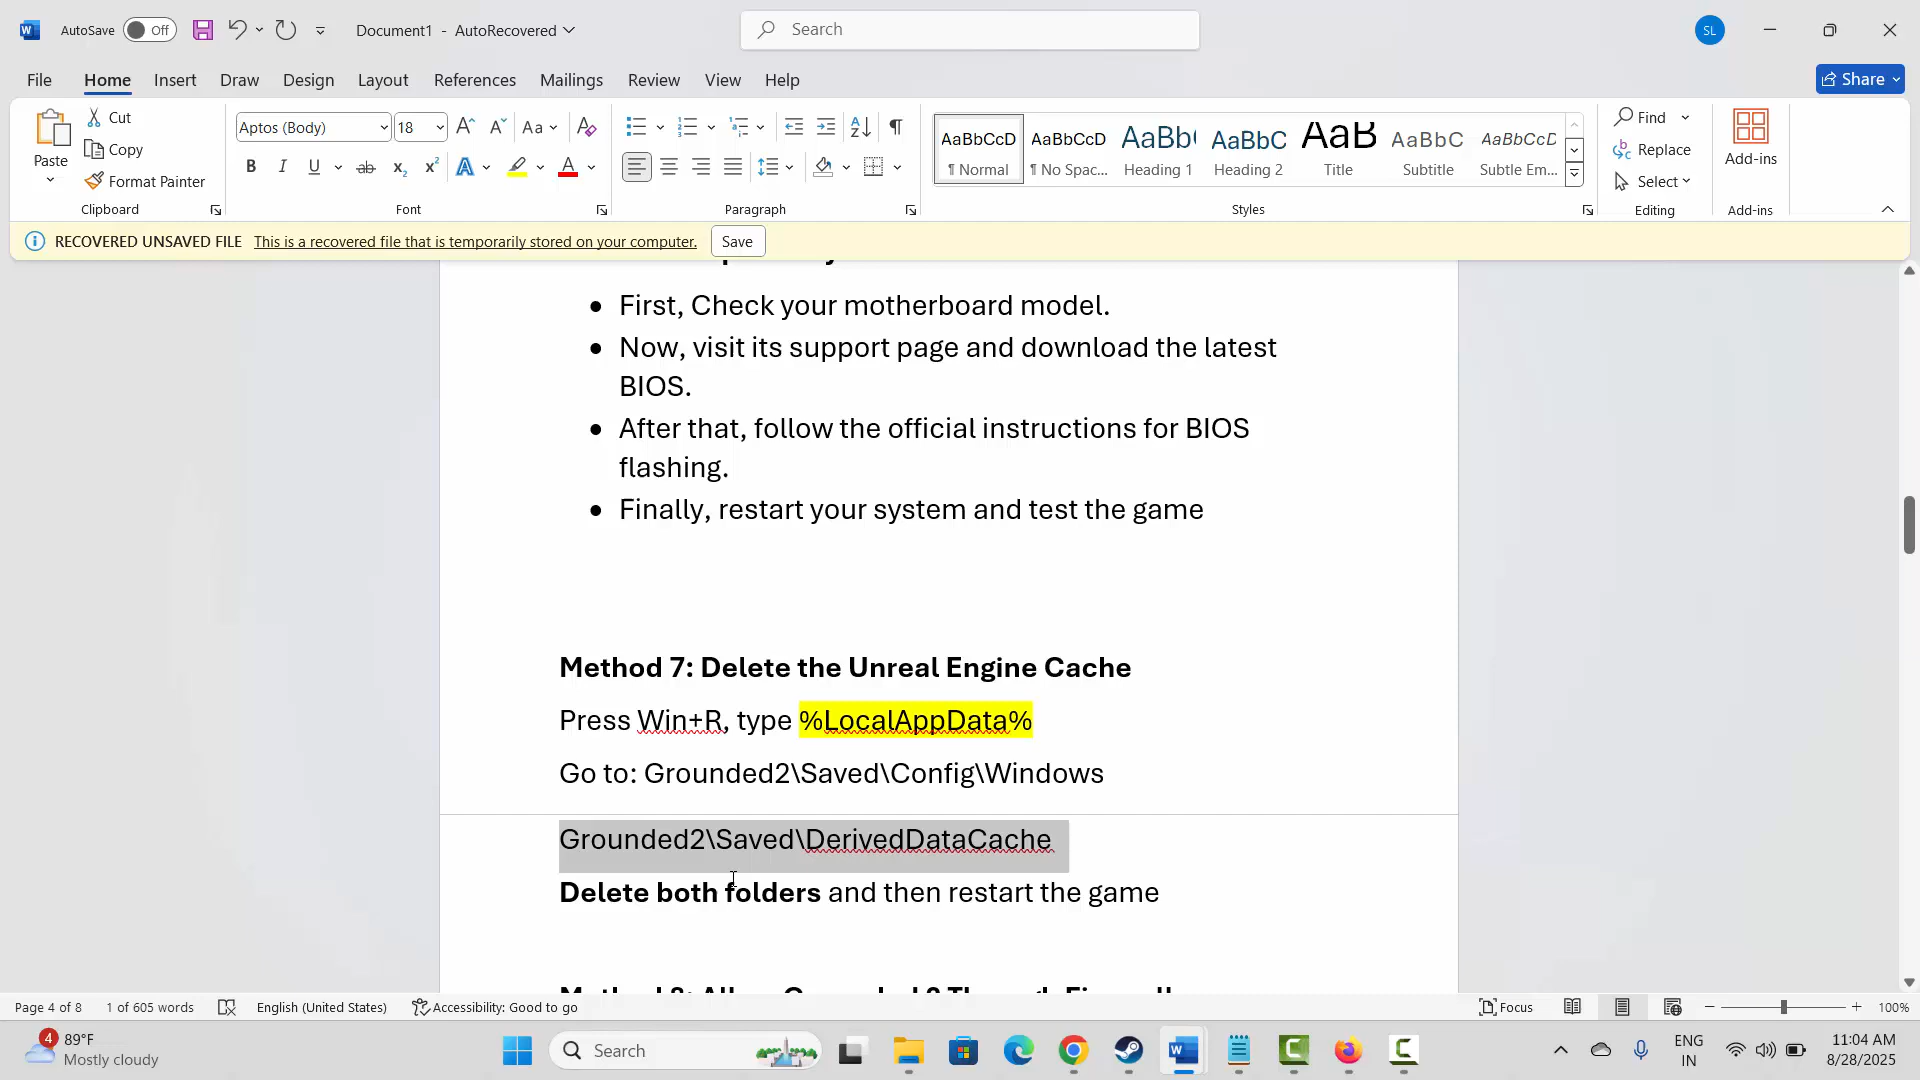 AutoSave Off Document1 - AutoRecovered Search SL
File Home Insert Draw Design Layout References Mailings Review View Help Share
Paste Cut Copy Format Painter Clipboard
Aptos (Body) 18 Aa Font
B I U ab x₂ x² A A
Paragraph
AaBbCcD AaBbCcD AaBb( AaBbC AaB AaBbC AaBbCcD
¶ Normal ¶ No Spac... Heading 1 Heading 2 Title Subtitle Subtle Em...
Styles
Find Replace Select Editing
Add-ins Add-ins
RECOVERED UNSAVED FILE This is a recovered file that is temporarily stored on your computer. Save
• First, Check your motherboard model.
• Now, visit its support page and download the latest
BIOS.
• After that, follow the official instructions for BIOS
flashing.
• Finally, restart your system and test the game
Method 7: Delete the Unreal Engine Cache
Press Win+R, type %LocalAppData%
Go to: Grounded2\Saved\Config\Windows
Grounded2\Saved\DerivedDataCache
Delete both folders and then restart the game
Page 4 of 8 1 of 605 words English (United States) Accessibility: Good to go Focus 100%
4 89°F
Mostly cloudy
Search
ENG
IN
11:04 AM
8/28/2025